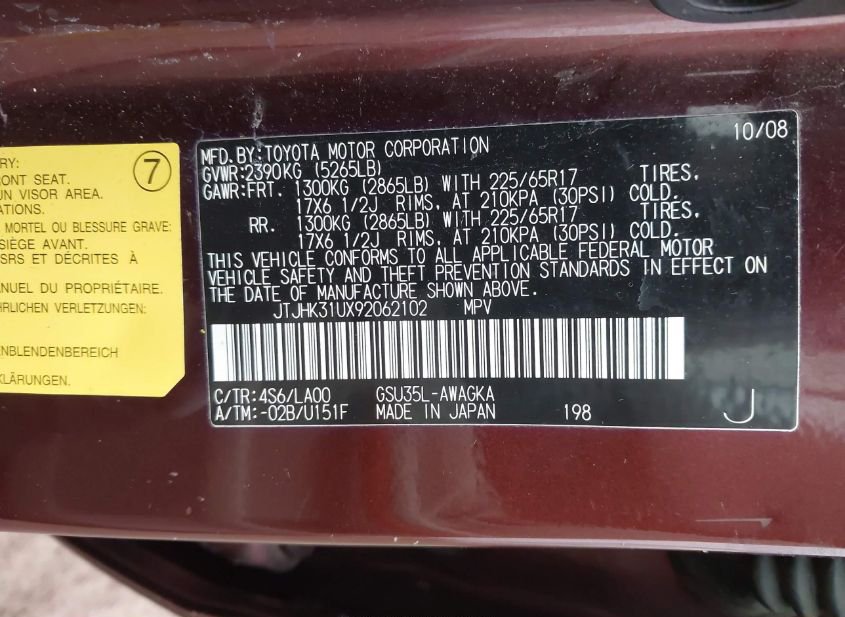 RY:
7
ONT SEAT.
UN VISOR AREA.
ATIONS.
MORTEL OU BLESSURE GRAVE:
SIÈGE AVANT.
SRS ET DÉCRITES À
ANUEL DU PROPRIÉTAIRE.
HRLICHEN VERLETZUNGEN:
NBLENDENBEREICH
KLÄRUNGEN.
10/08
MFD.BY:TOYOTA MOTOR CORPORATION
GVWR:2390KG (5265LB)
GAWR:FRT. 1300KG (2865LB) WITH 225/65R17 TIRES,
17X6 1/2J RIMS, AT 210KPA (30PSI) COLD.
RR. 1300KG (2865LB) WITH 225/65R17 TIRES,
17X6 1/2J RIMS, AT 210KPA (30PSI) COLD.
THIS VEHICLE CONFORMS TO ALL APPLICABLE FEDERAL MOTOR
VEHICLE SAFETY AND THEFT PREVENTION STANDARDS IN EFFECT ON
THE DATE OF MANUFACTURE SHOWN ABOVE.
JTJHK31UX92062102 MPV
C/TR:4S6/LA00 GSU35L-AWAGKA
A/TM:-02B/U151F MADE IN JAPAN 198 J